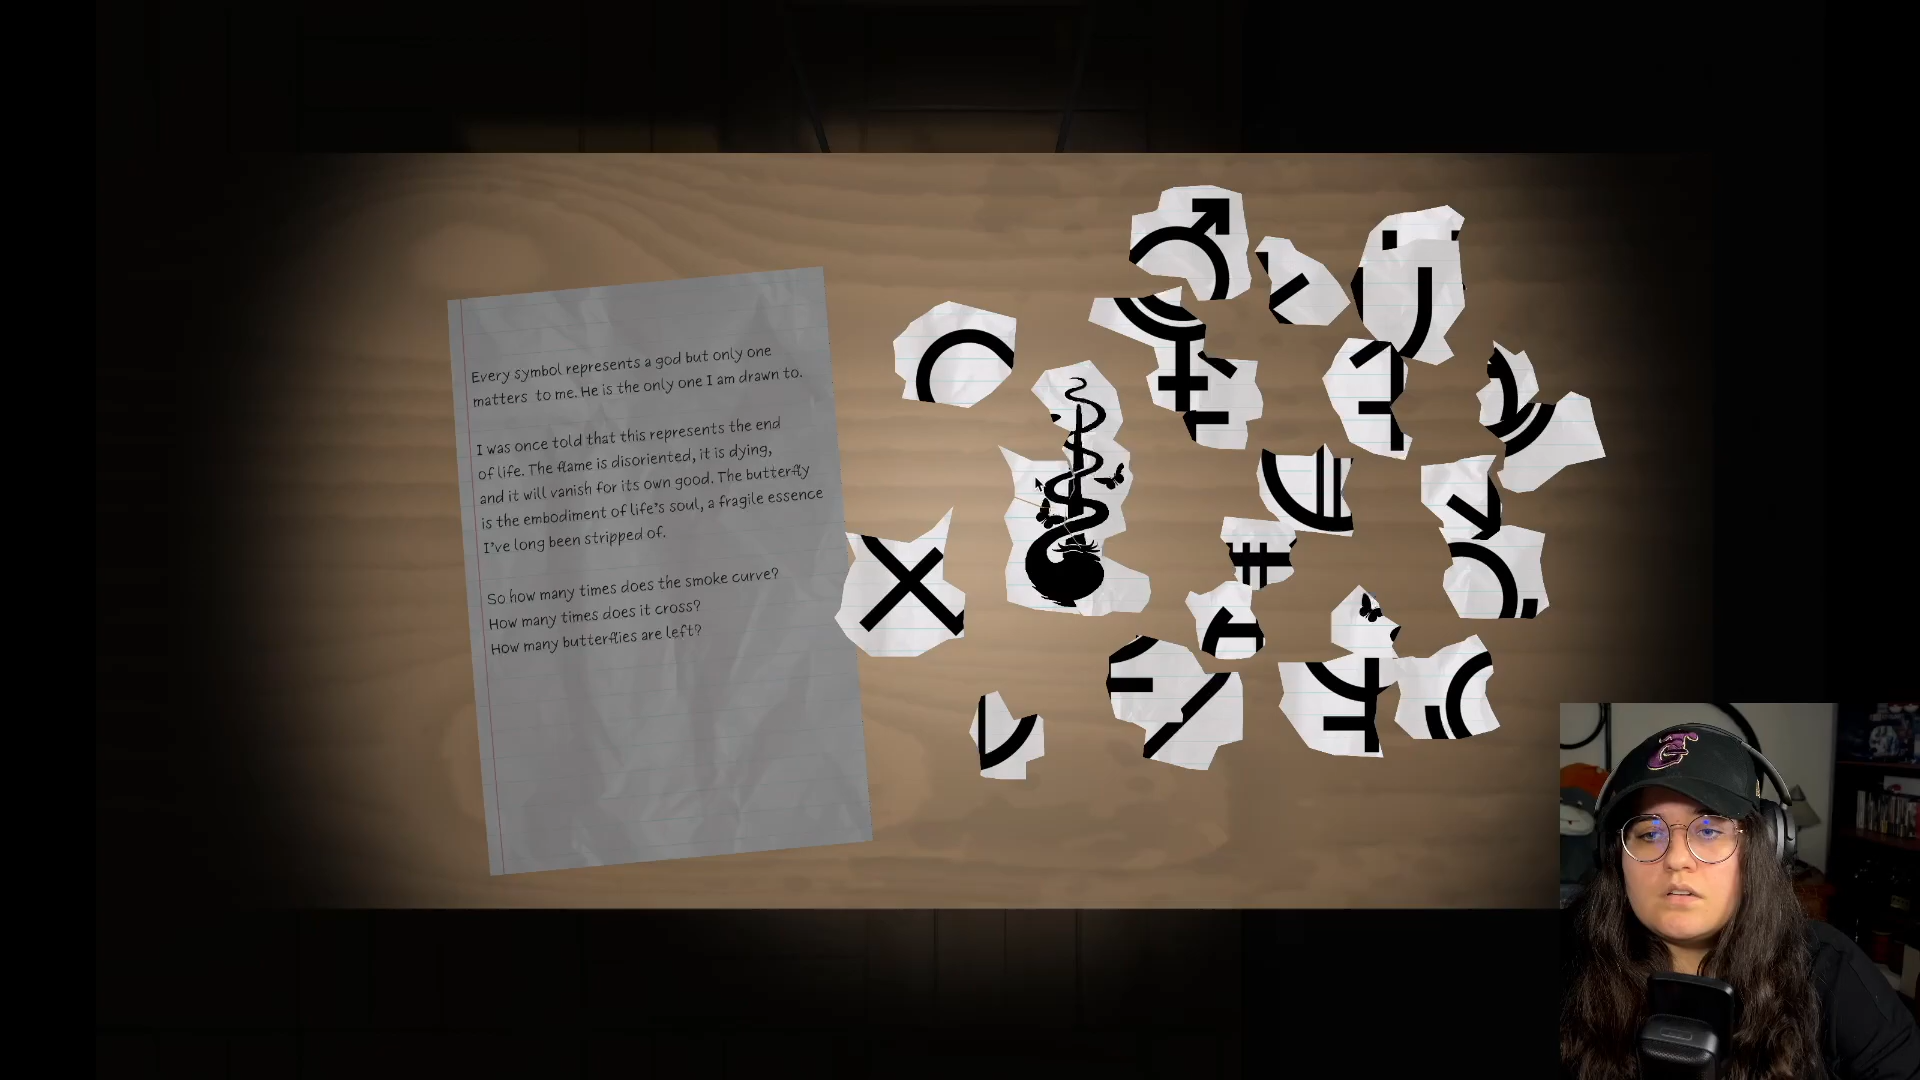 Every symbol represents a god but only one
matters to me. He is the only one I am drawn to.
I was once told that this represents the end
of life. The flame is disoriented, it is dying,
and it will vanish for its own good. The butterfly
is the embodiment of life's soul, a fragile essence
I've long been stripped of.
So how many times does the smoke curve?
How many times does it cross?
How many butterflies are left?